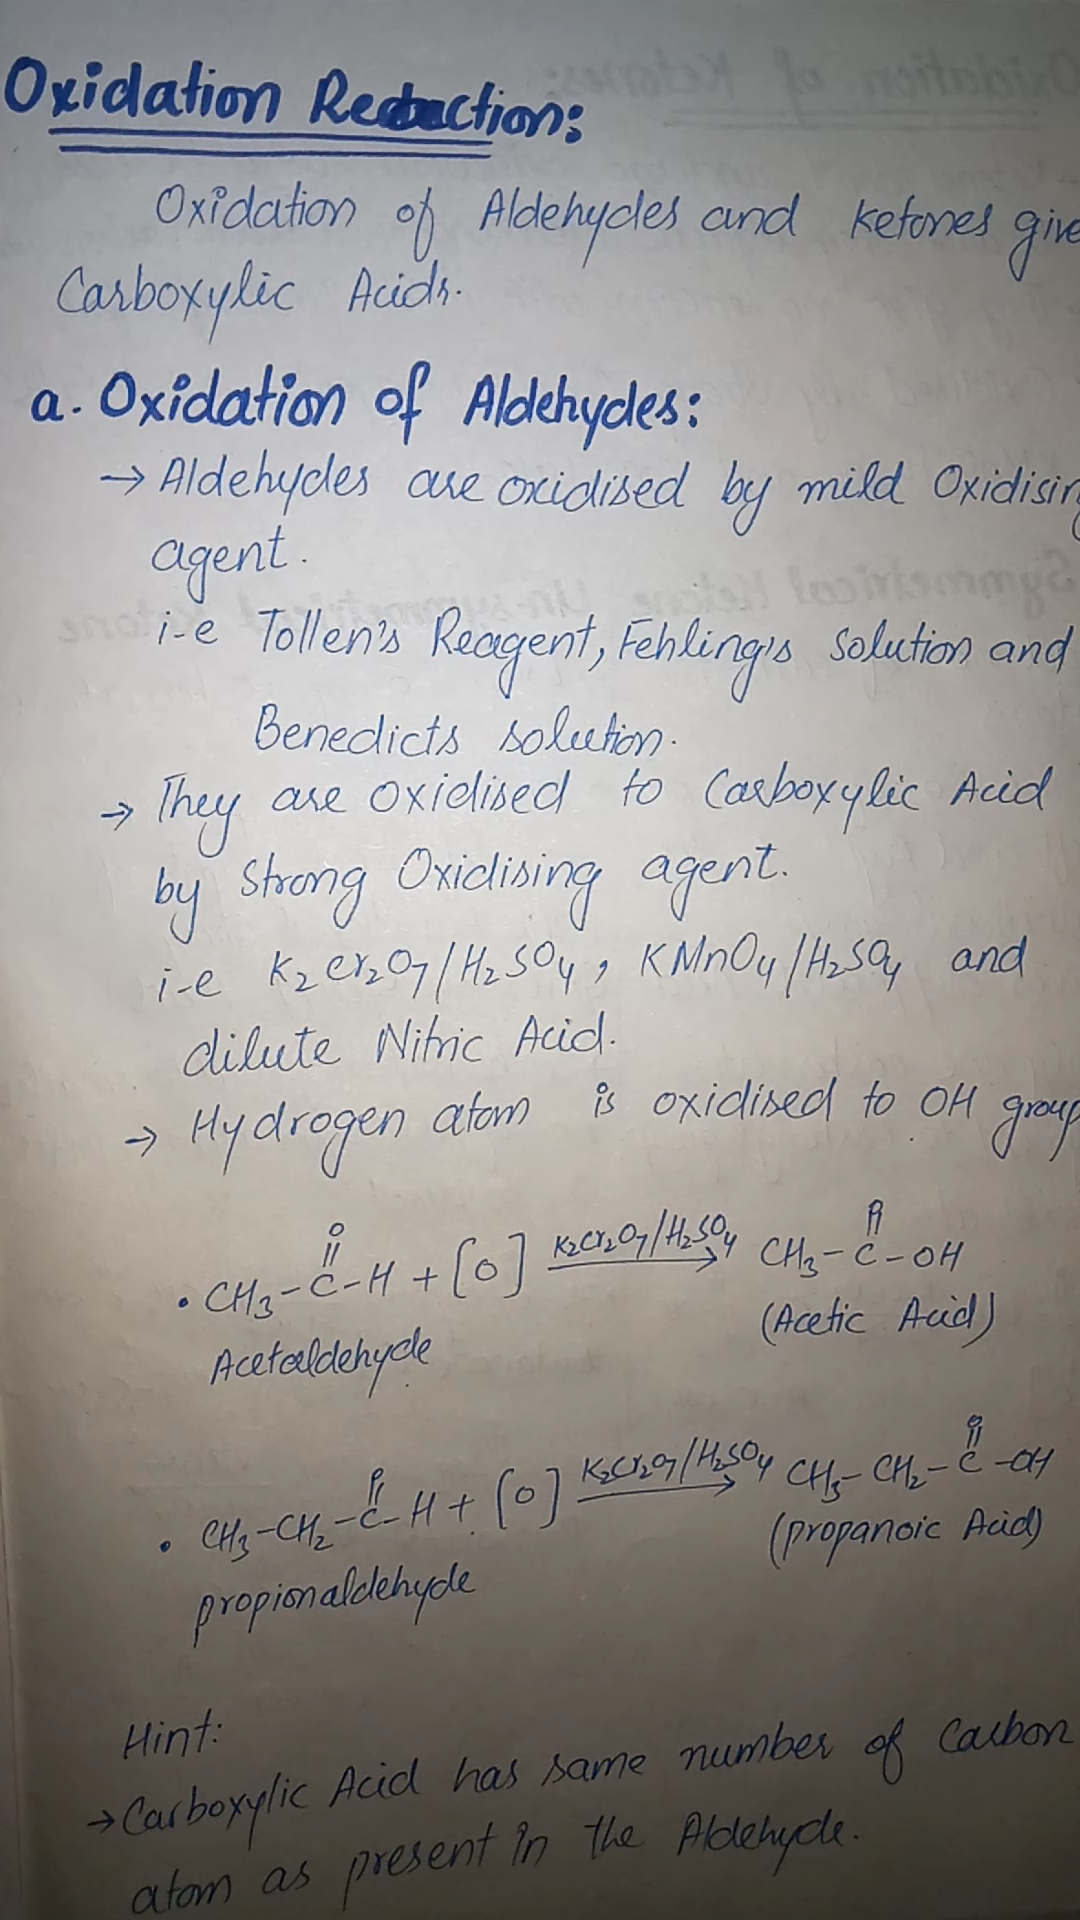 Oxidation Reduction:
Oxidation of Aldehydes and ketones give
Carboxylic Acids.
a. Oxidation of Aldehydes:
→ Aldehydes are oxidised by mild Oxidising
agent.
i-e Tollen's Reagent, Fehling's solution and
Benedicts solution.
→ They are oxidised to Carboxylic Acid
by Strong Oxidising agent.
i-e K₂Cr₂O₇/H₂SO₄, KMnO₄/H₂SO₄ and
dilute Nitric Acid.
→ Hydrogen atom is oxidised to OH group
O
||
• CH₃-C-H + [O] K₂Cr₂O₇/H₂SO₄ → CH₃-C-OH
Acetaldehyde (Acetic Acid)
O
||
• CH₃-CH₂-C-H + [O] K₂Cr₂O₇/H₂SO₄ → CH₃-CH₂-C-OH
propionaldehyde (propanoic Acid)
Hint:
→ Carboxylic Acid has same number of Carbon
atom as present in the Aldehyde.